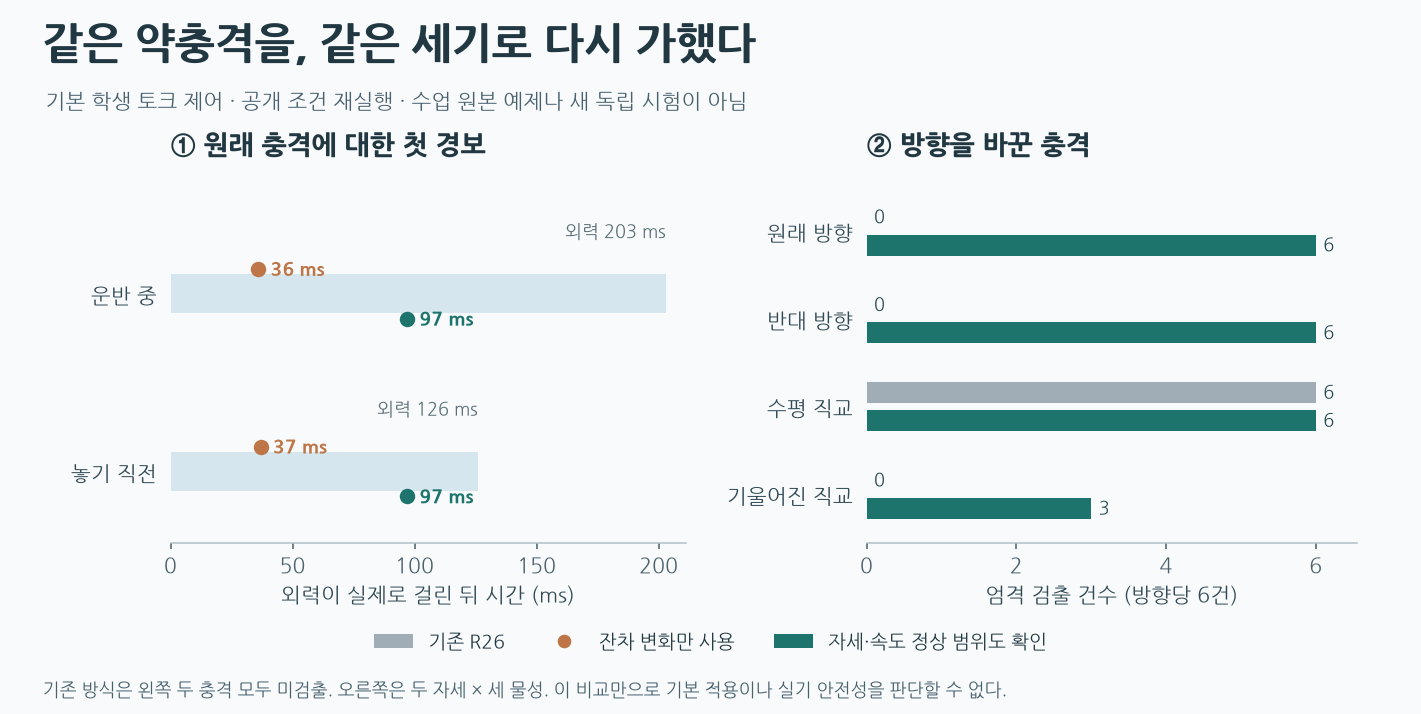 같은 약충격을, 같은 세기로 다시 가했다
기본 학생 토크 제어 · 공개 조건 재실행 · 수업 원본 예제나 새 독립 시험이 아님
① 원래 충격에 대한 첫 경보
외력 203 ms
운반 중
36 ms
97 ms
외력 126 ms
놓기 직전
37 ms
97 ms
0 50 100 150 200
외력이 실제로 걸린 뒤 시간 (ms)
② 방향을 바꾼 충격
원래 방향
0
6
반대 방향
0
6
수평 직교
6
6
기울어진 직교
0
3
0 2 4 6
엄격 검출 건수 (방향당 6건)
기존 R26 잔차 변화만 사용 자세·속도 정상 범위도 확인
기존 방식은 왼쪽 두 충격 모두 미검출. 오른쪽은 두 자세 × 세 물성. 이 비교만으로 기본 적용이나 실기 안전성을 판단할 수 없다.